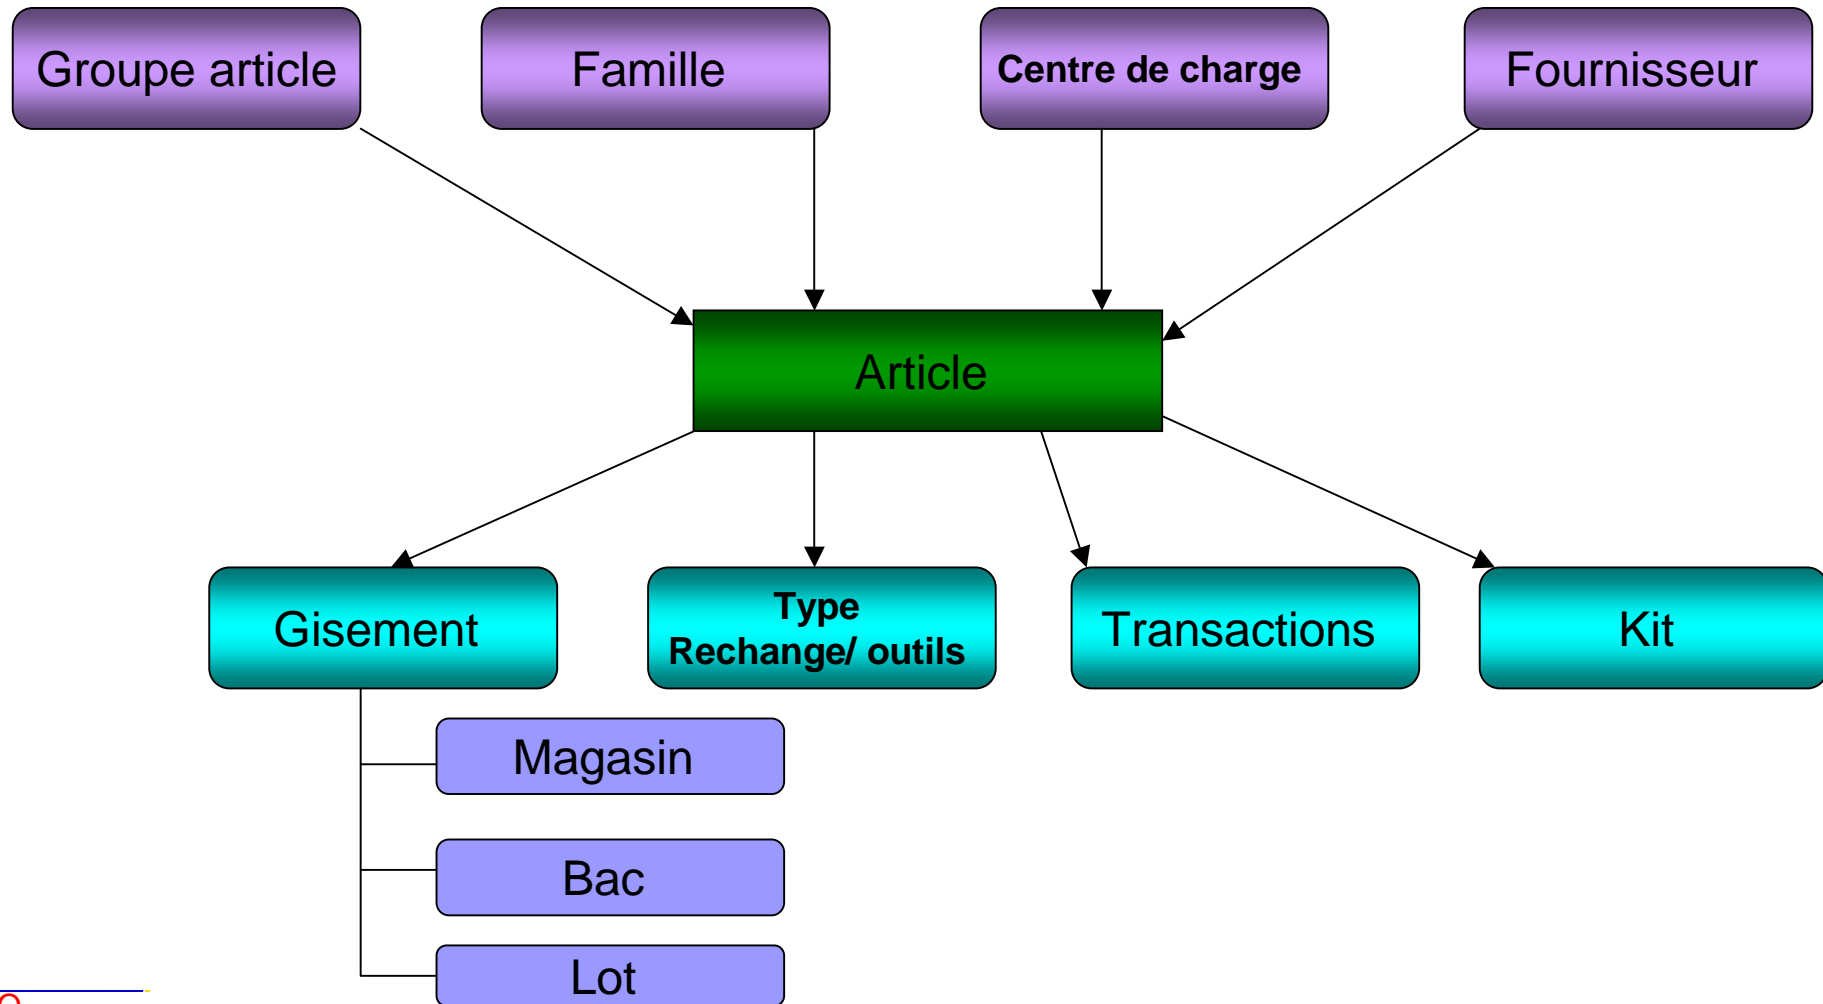 Groupe article
Famille
Centre de charge
Fournisseur
Article
Gisement
Type
Rechange/ outils
Transactions
Kit
Magasin
Bac
Lot